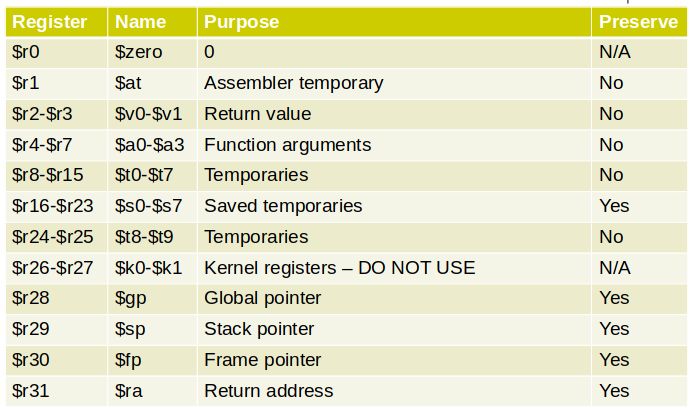 Register Name Purpose Preserve
$r0 $zero 0 N/A
$r1 $at Assembler temporary No
$r2-$r3 $v0-$v1 Return value No
$r4-$r7 $a0-$a3 Function arguments No
$r8-$r15 $t0-$t7 Temporaries No
$r16-$r23 $s0-$s7 Saved temporaries Yes
$r24-$r25 $t8-$t9 Temporaries No
$r26-$r27 $k0-$k1 Kernel registers – DO NOT USE N/A
$r28 $gp Global pointer Yes
$r29 $sp Stack pointer Yes
$r30 $fp Frame pointer Yes
$r31 $ra Return address Yes